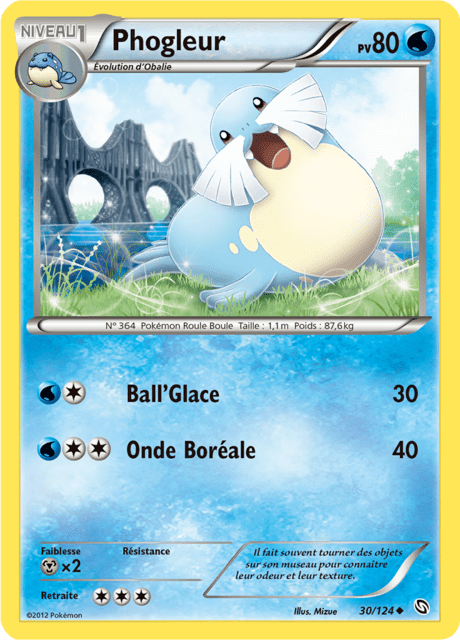 NIVEAU 1
Phogleur
PV 80
Évolution d'Obalie
N° 364 Pokémon Roule Boule Taille : 1,1 m Poids : 87,6 kg
Ball'Glace 30
Onde Boréale 40
Faiblesse
×2
Résistance
Retraite
Il fait souvent tourner des objets
sur son museau pour connaître
leur odeur et leur texture.
©2012 Pokémon
Illus. Mizue
30/124